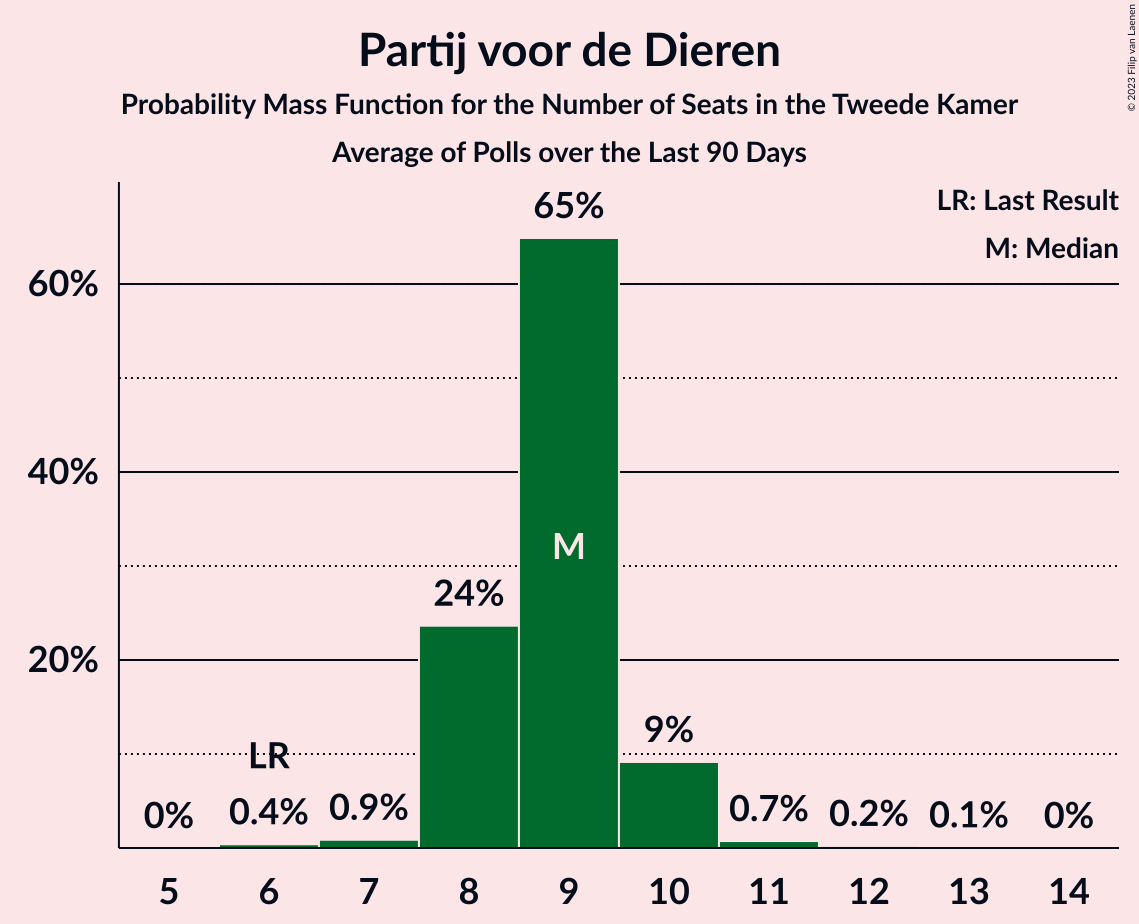 Partij voor de Dieren
Probability Mass Function for the Number of Seats in the Tweede Kamer
Average of Polls over the Last 90 Days
© 2023 Filip van Laenen
LR: Last Result
M: Median
65%
60%
40%
M
24%
20%
9%
LR
0%
0.4%
0.9%
0.7%
0.2%
0.1%
0%
5 6 7 8 9 10 11 12 13 14